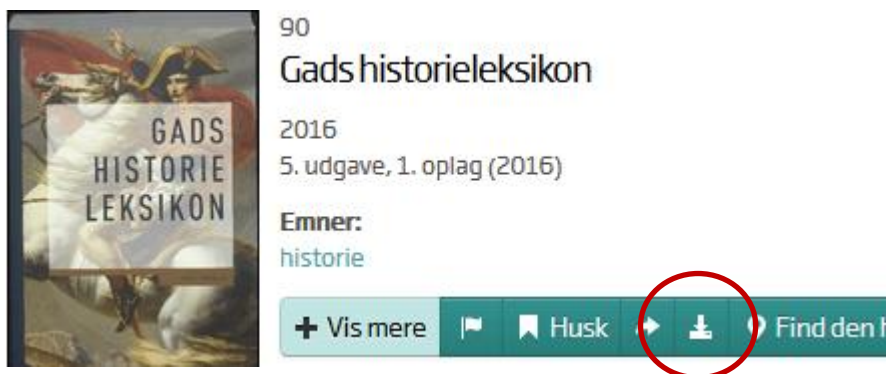 GADS
HISTORIE
LEKSIKON
90
Gads historieleksikon
2016
5. udgave, 1. oplag (2016)
Emner:
historie
Vis mere Husk Find den